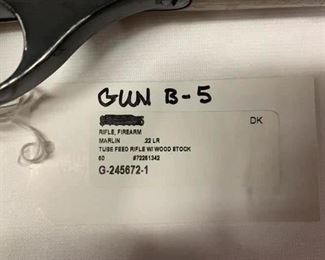 GUN B-5
DK
RIFLE, FIREARM
MARLIN .22 LR
TUBE FEED RIFLE W/ WOOD STOCK
60 #72261342
G-245672-1